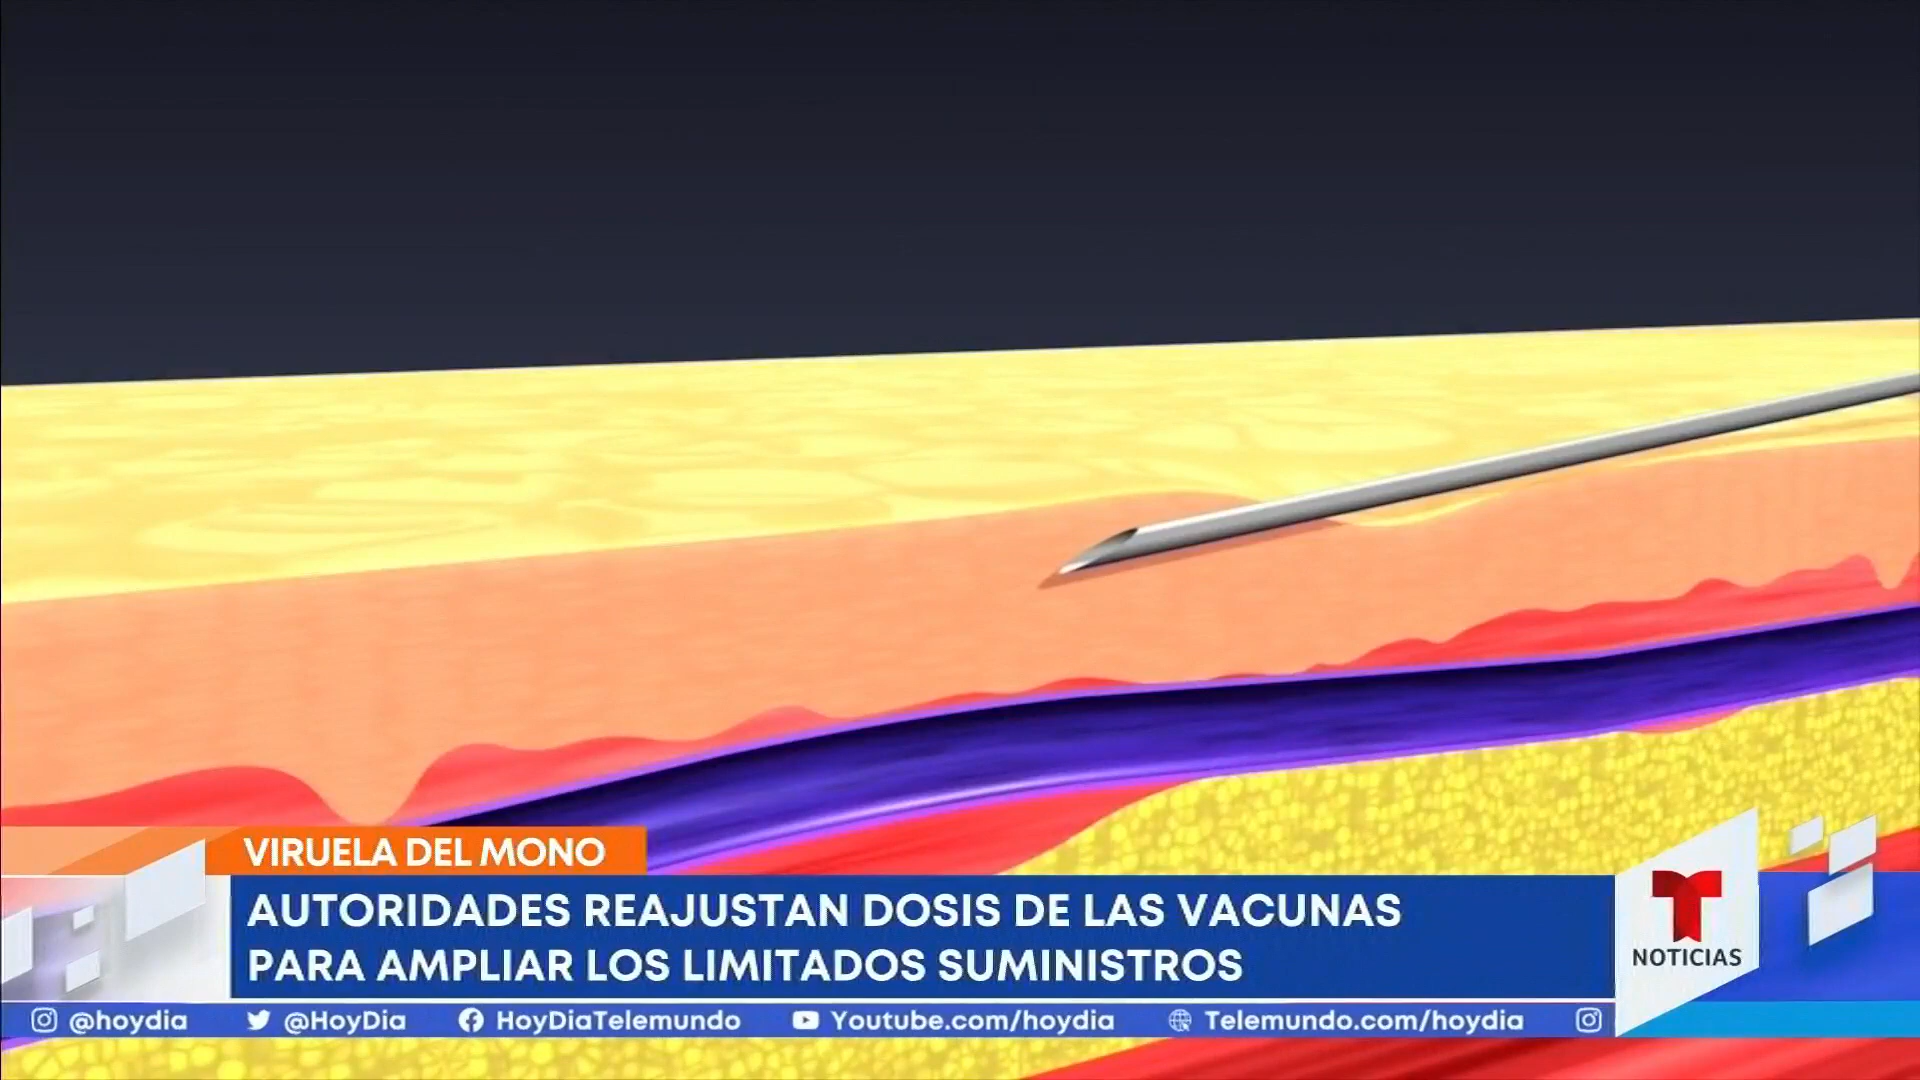 VIRUELA DEL MONO
AUTORIDADES REAJUSTAN DOSIS DE LAS VACUNAS
PARA AMPLIAR LOS LIMITADOS SUMINISTROS
NOTICIAS
@hoydia @HoyDia HoyDiaTelemundo Youtube.com/hoydia Telemundo.com/hoydia